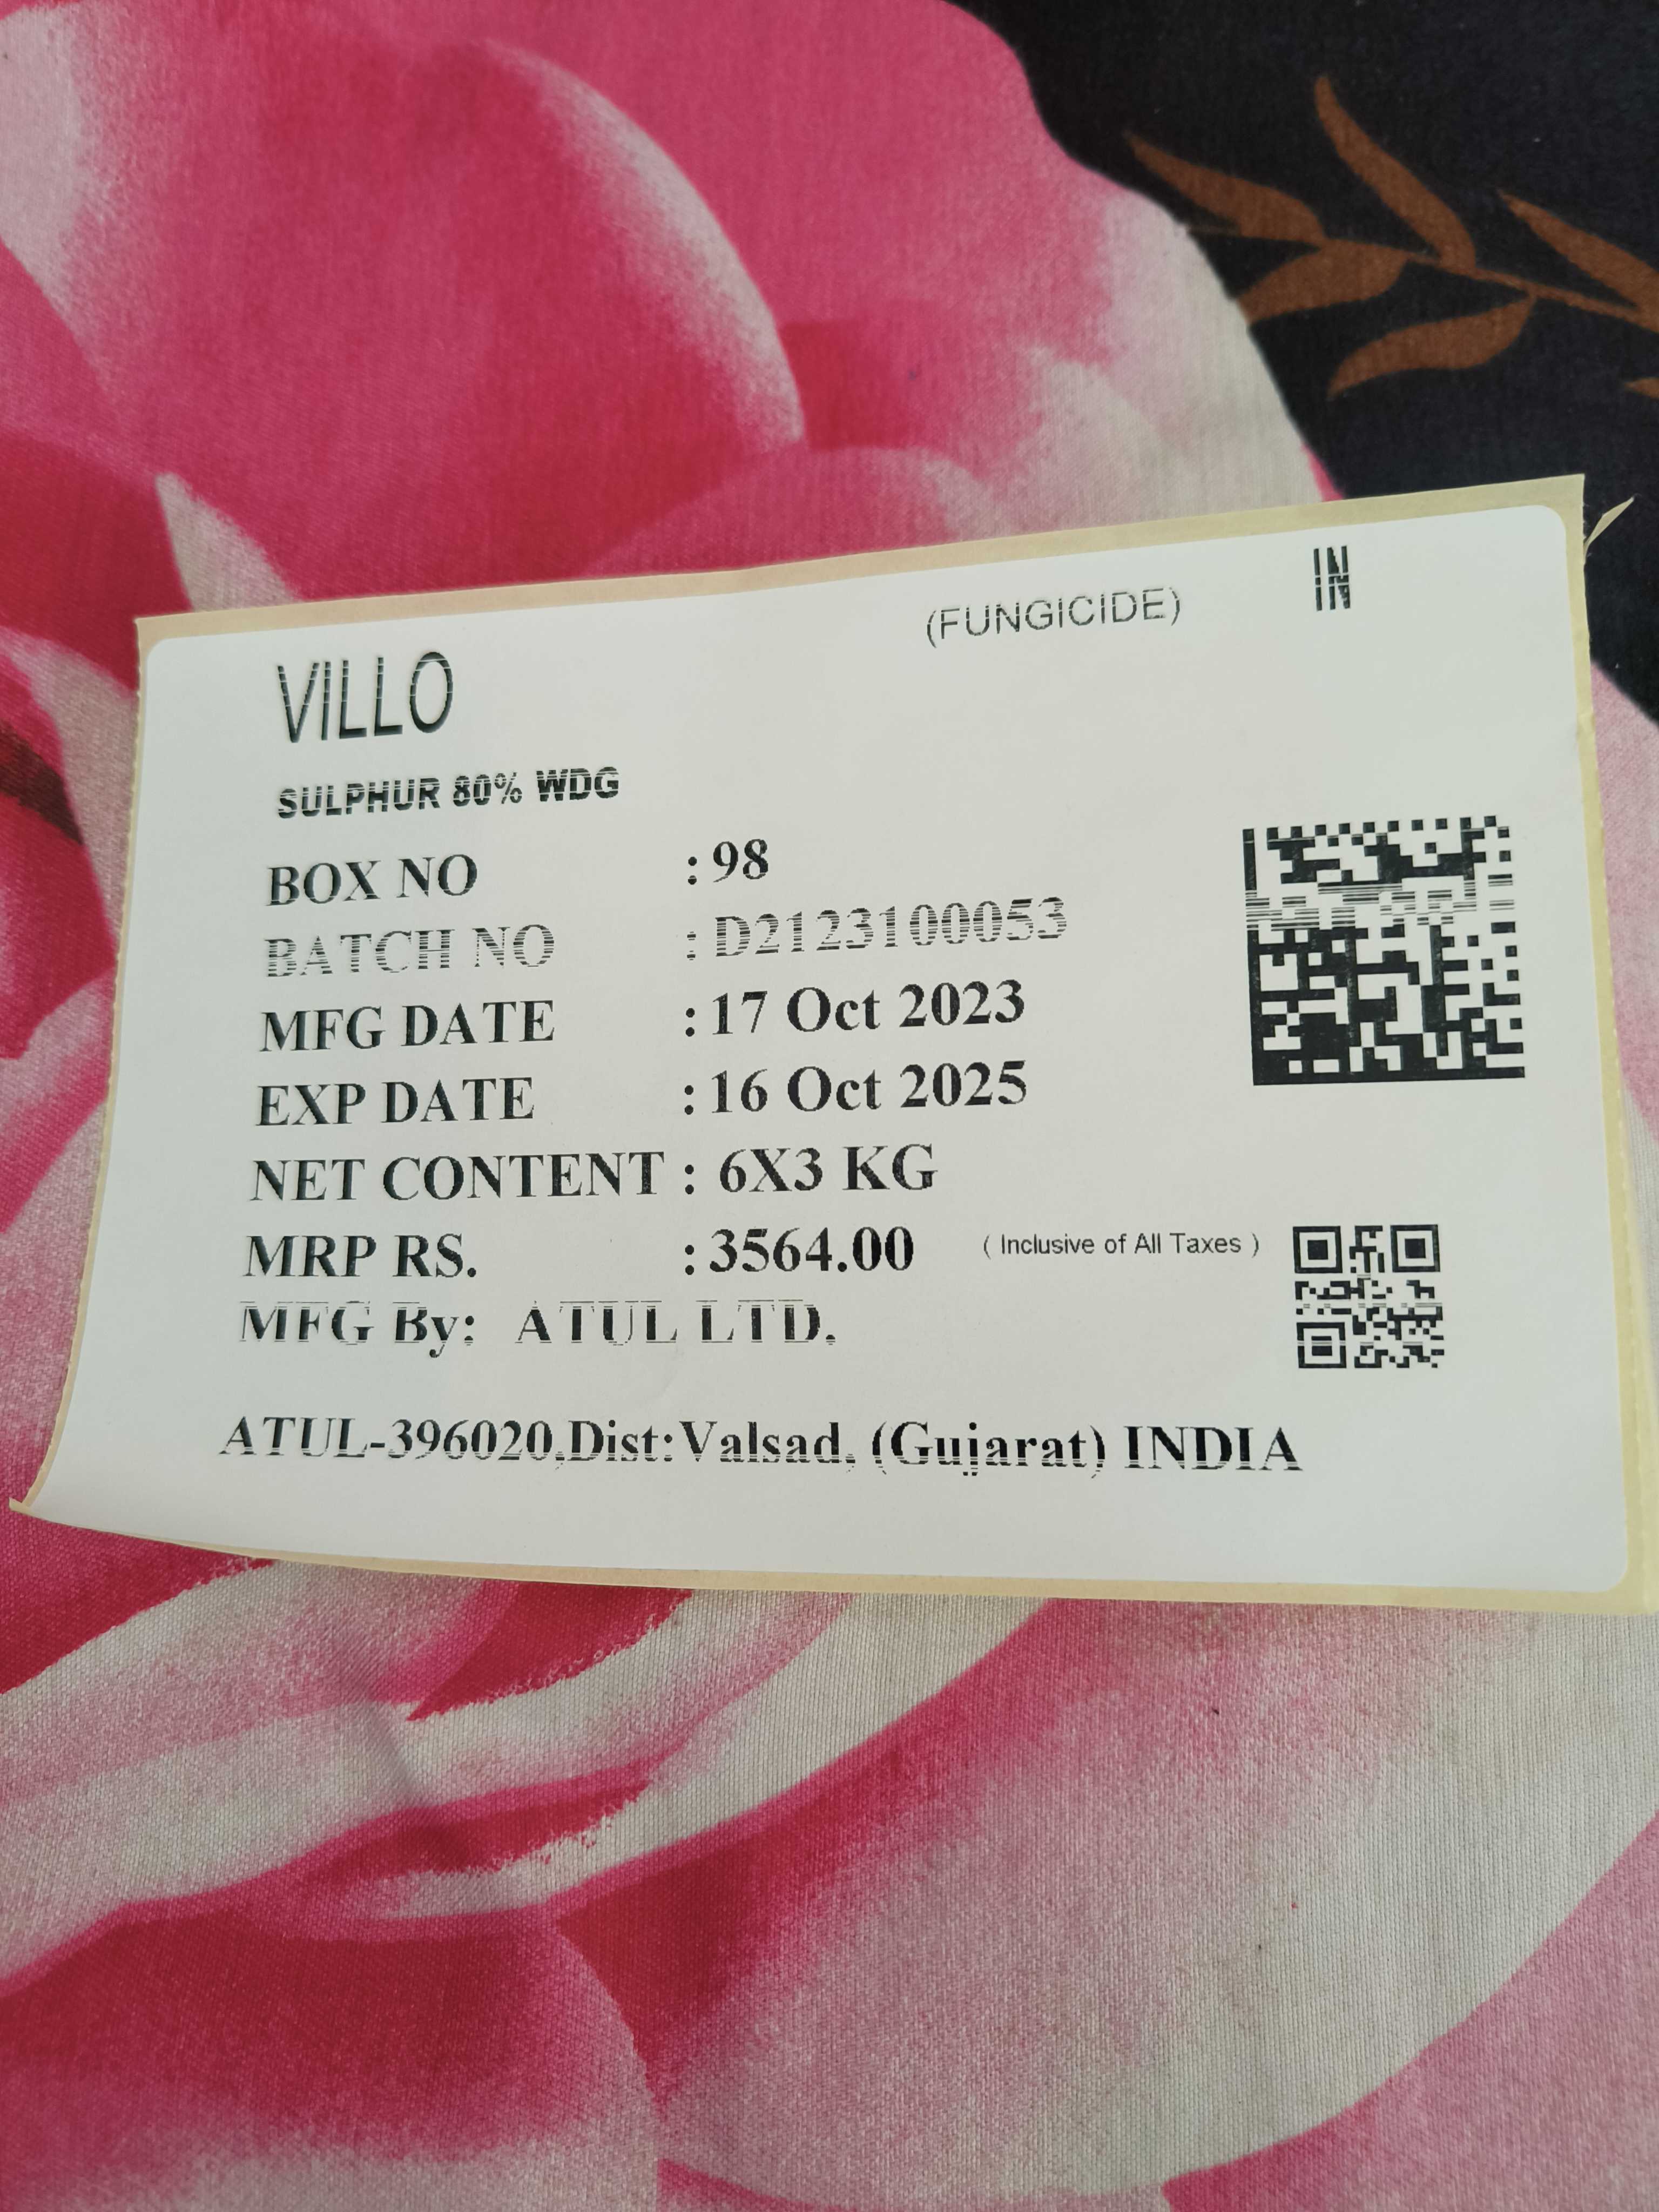 (FUNGICIDE) IN
VILLO
SULPHUR 80% WDG
BOX NO : 98
BATCH NO : D2123100053
MFG DATE : 17 Oct 2023
EXP DATE : 16 Oct 2025
NET CONTENT : 6X3 KG
MRP RS. : 3564.00 ( Inclusive of All Taxes )
MFG By: ATUL LTD.
ATUL-396020,Dist:Valsad, (Gujarat) INDIA